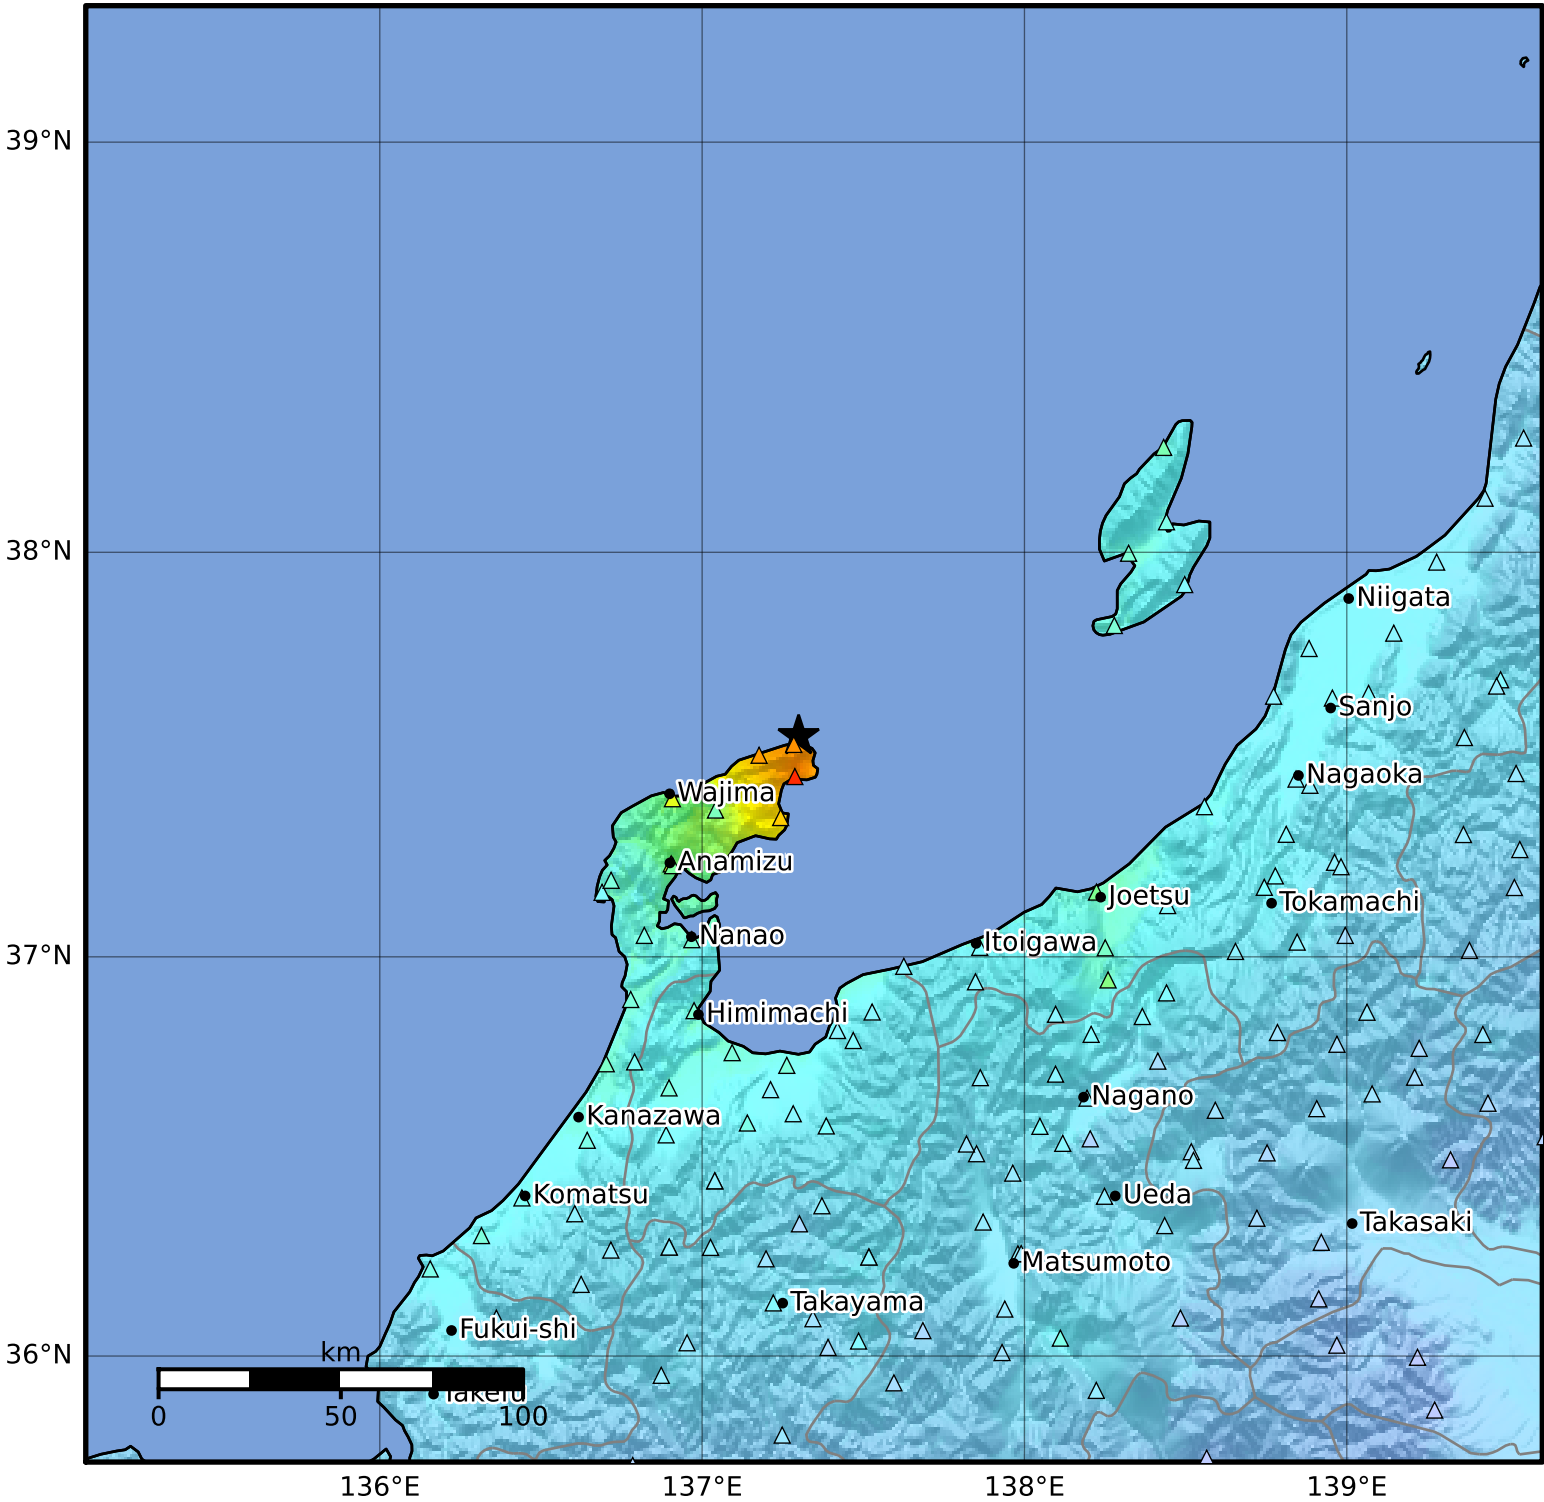 39°N
38°N
Niigata
Sanjo
Nagaoka
Wajima
Anamizu
Joetsu
Tokamachi
Nanao
Itoigawa
37°N
Himimachi
Nagano
Kanazawa
Komatsu
Ueda
Takasaki
Matsumoto
Takayama
Fukui-shi
36°N
km
Takefu
0 50 100
136°E 137°E 138°E 139°E